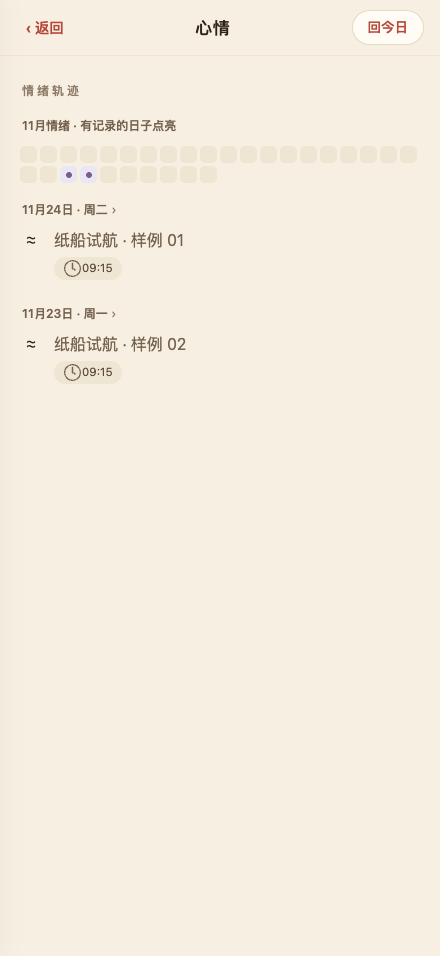 ‹ 返回
心情
回今日
情绪轨迹
11月情绪 · 有记录的日子点亮
11月24日 · 周二 ›
≈ 纸船试航 · 样例 01
09:15
11月23日 · 周一 ›
≈ 纸船试航 · 样例 02
09:15